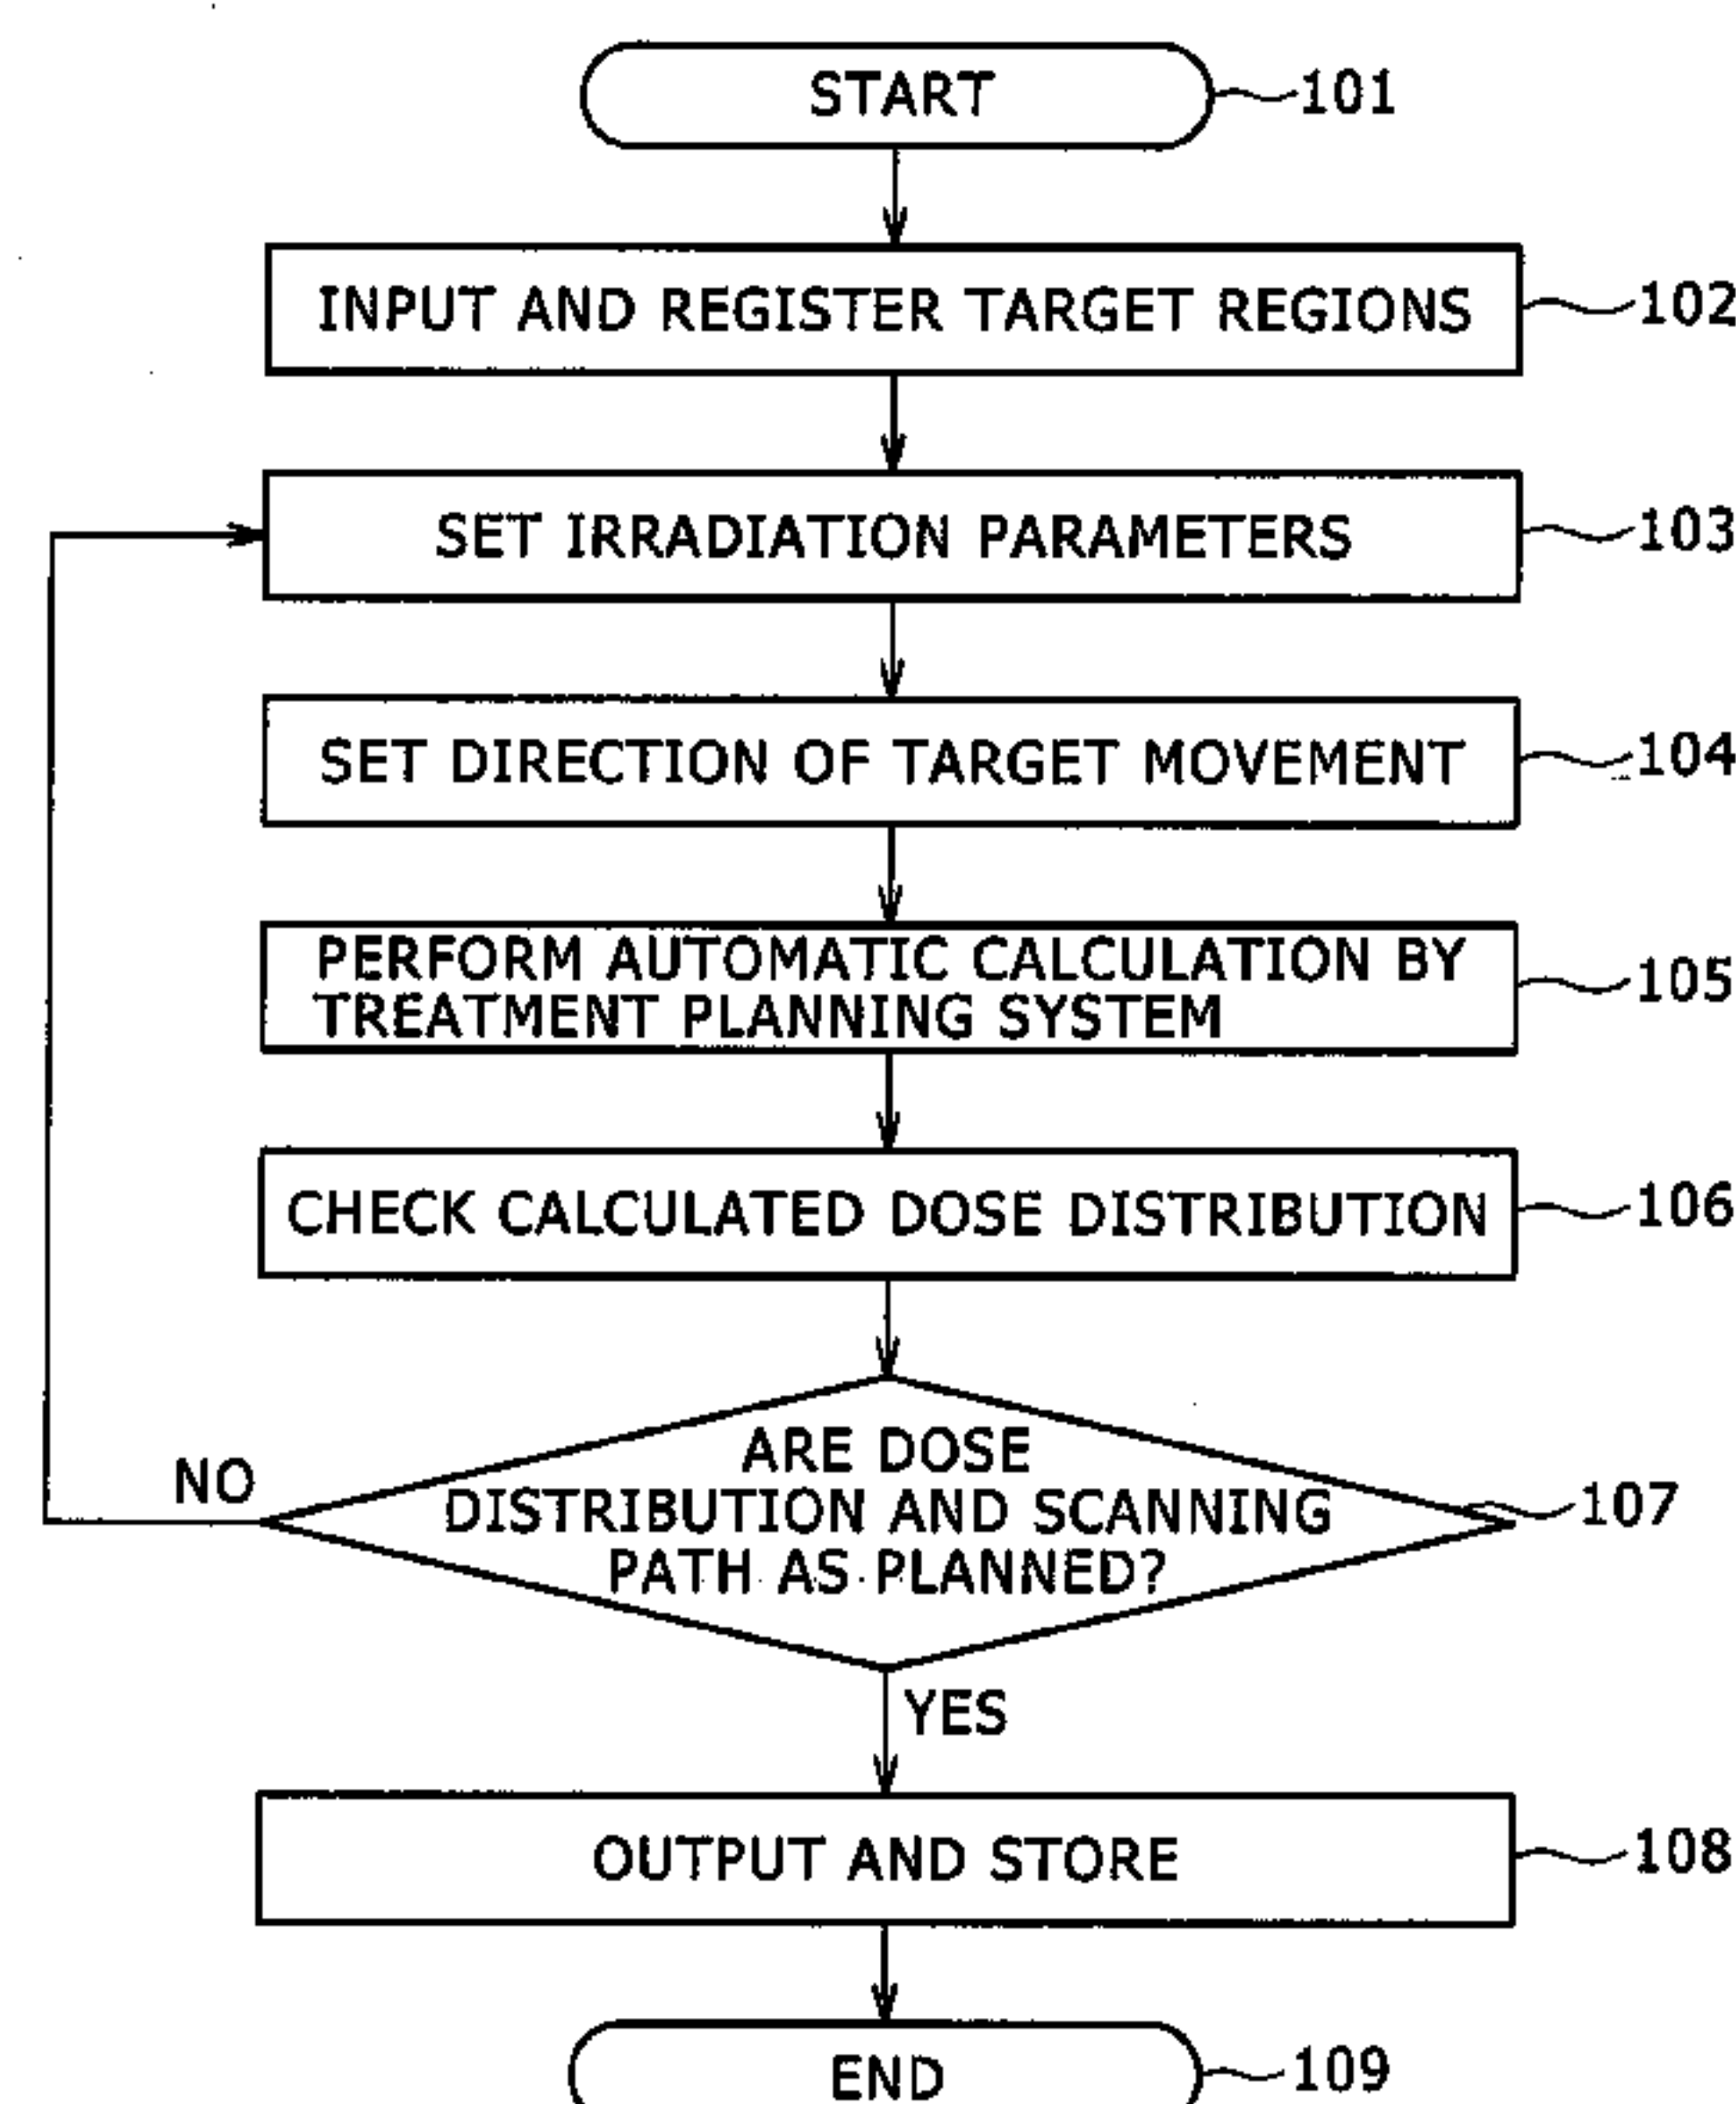 START
101
INPUT AND REGISTER TARGET REGIONS
102
SET IRRADIATION PARAMETERS
103
SET DIRECTION OF TARGET MOVEMENT
104
PERFORM AUTOMATIC CALCULATION BY
TREATMENT PLANNING SYSTEM
105
CHECK CALCULATED DOSE DISTRIBUTION
106
ARE DOSE
DISTRIBUTION AND SCANNING
PATH AS PLANNED?
107
NO
YES
OUTPUT AND STORE
108
END
109